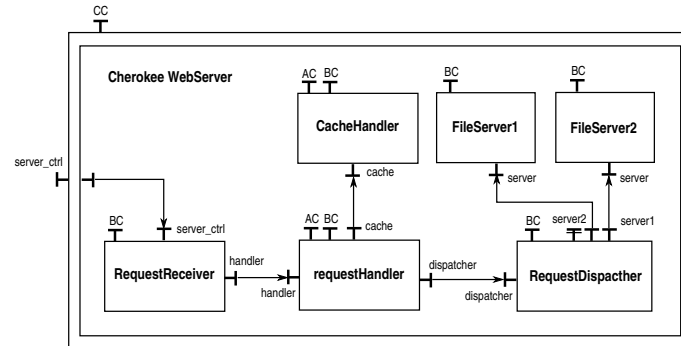 CC
Cherokee WebServer
AC BC
BC
BC
CacheHandler
FileServer1
FileServer2
server_ctrl
cache
server
server
BC
server_ctrl
AC BC
cache
BC
server2
server1
RequestReceiver
handler
handler
requestHandler
dispatcher
dispatcher
RequestDispacther